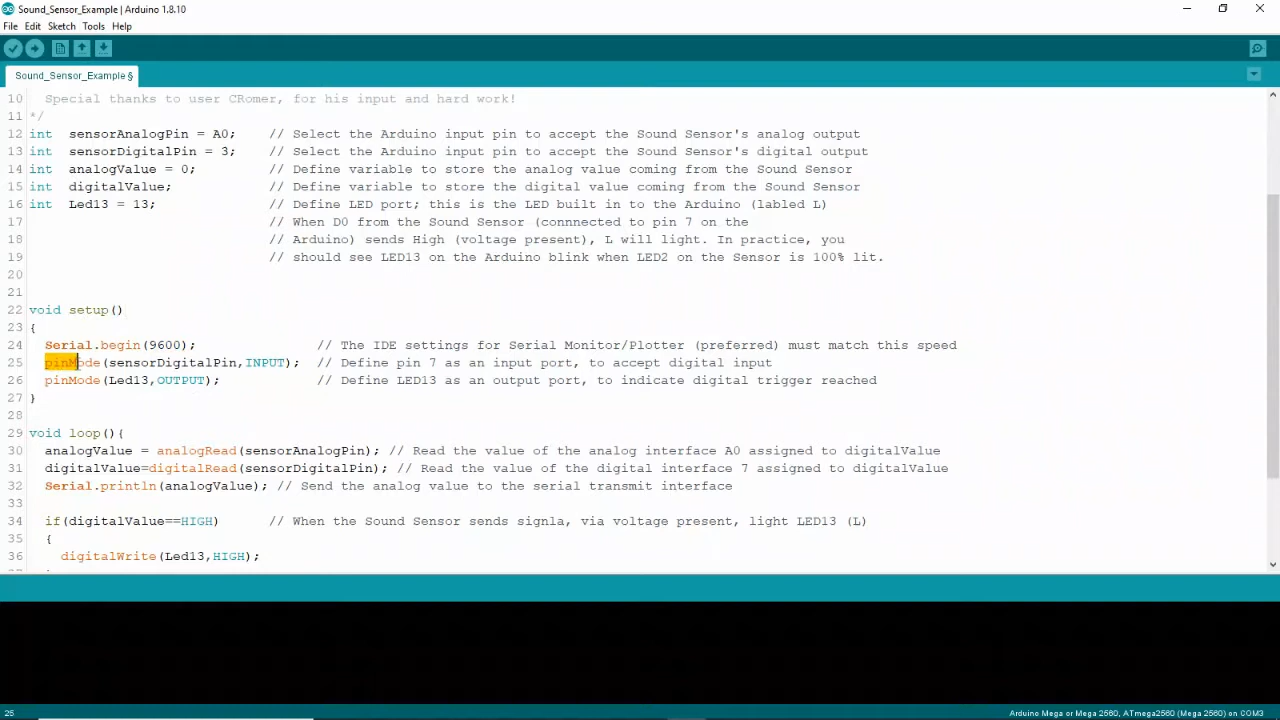 Sound_Sensor_Example | Arduino 1.8.10
File Edit Sketch Tools Help
Sound_Sensor_Example §
10 Special thanks to user CRomer, for his input and hard work!
11 */
12 int sensorAnalogPin = A0; // Select the Arduino input pin to accept the Sound Sensor's analog output
13 int sensorDigitalPin = 3; // Select the Arduino input pin to accept the Sound Sensor's digital output
14 int analogValue = 0; // Define variable to store the analog value coming from the Sound Sensor
15 int digitalValue; // Define variable to store the digital value coming from the Sound Sensor
16 int Led13 = 13; // Define LED port; this is the LED built in to the Arduino (labled L)
17 // When D0 from the Sound Sensor (connnected to pin 7 on the
18 // Arduino) sends High (voltage present), L will light. In practice, you
19 // should see LED13 on the Arduino blink when LED2 on the Sensor is 100% lit.
20
21
22 void setup()
23 {
24 Serial.begin(9600); // The IDE settings for Serial Monitor/Plotter (preferred) must match this speed
25 pinMode(sensorDigitalPin,INPUT); // Define pin 7 as an input port, to accept digital input
26 pinMode(Led13,OUTPUT); // Define LED13 as an output port, to indicate digital trigger reached
27 }
28
29 void loop(){
30 analogValue = analogRead(sensorAnalogPin); // Read the value of the analog interface A0 assigned to digitalValue
31 digitalValue=digitalRead(sensorDigitalPin); // Read the value of the digital interface 7 assigned to digitalValue
32 Serial.println(analogValue); // Send the analog value to the serial transmit interface
33
34 if(digitalValue==HIGH) // When the Sound Sensor sends signla, via voltage present, light LED13 (L)
35 {
36 digitalWrite(Led13,HIGH);
25 Arduino Mega or Mega 2560, ATmega2560 (Mega 2560) on COM3